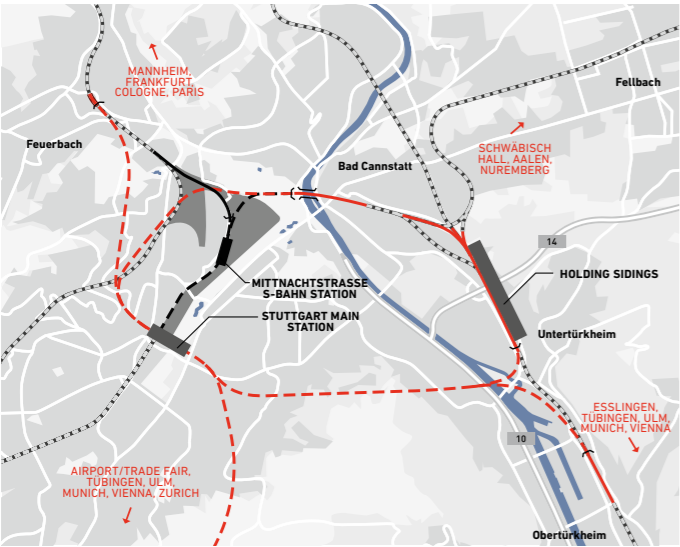 MANNHEIM,
FRANKFURT,
COLOGNE, PARIS
Fellbach
Feuerbach
SCHWÄBISCH
HALL, AALEN,
NUREMBERG
Bad Cannstatt
14
HOLDING SIDINGS
MITTNACHTSTRASSE
S-BAHN STATION
STUTTGART MAIN
STATION
Untertürkheim
ESSLINGEN,
TÜBINGEN, ULM,
MUNICH, VIENNA
10
AIRPORT/TRADE FAIR,
TÜBINGEN, ULM,
MUNICH, VIENNA, ZURICH
Obertürkheim